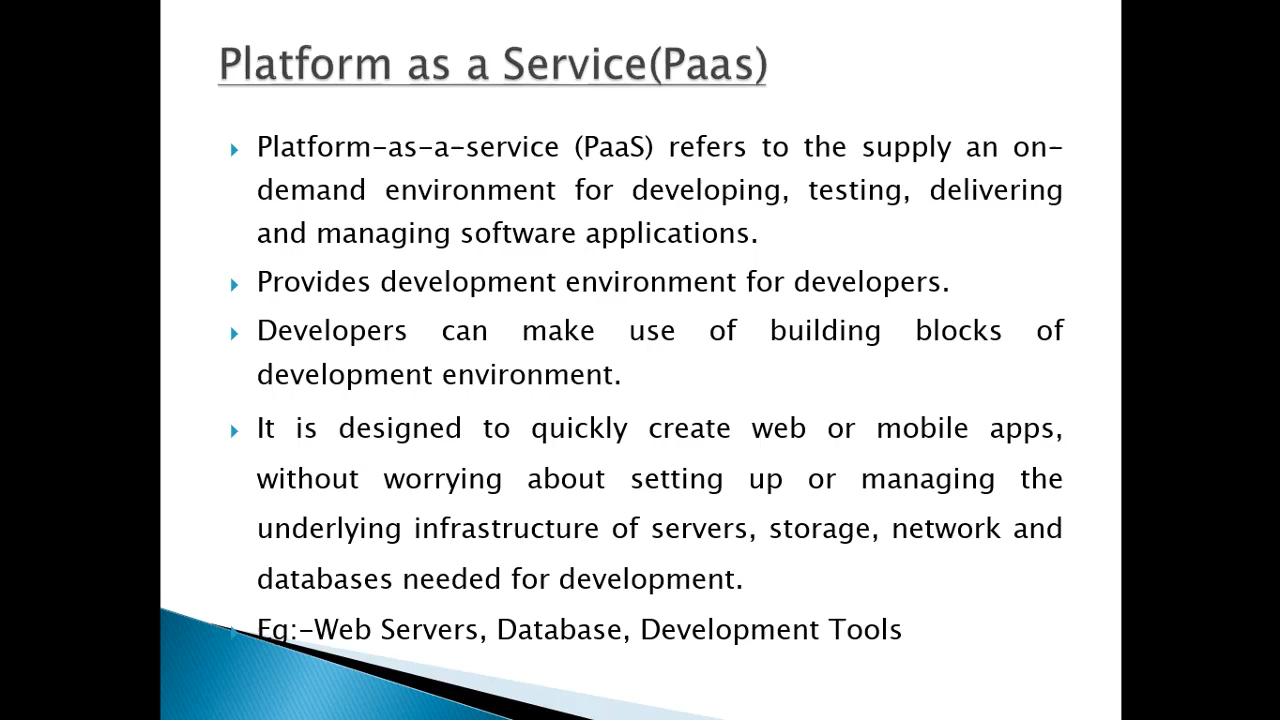 Platform as a Service(Paas)
Platform-as-a-service (PaaS) refers to the supply an on-
demand environment for developing, testing, delivering
and managing software applications.
Provides development environment for developers.
Developers can make use of building blocks of
development environment.
It is designed to quickly create web or mobile apps,
without worrying about setting up or managing the
underlying infrastructure of servers, storage, network and
databases needed for development.
Eg:-Web Servers, Database, Development Tools